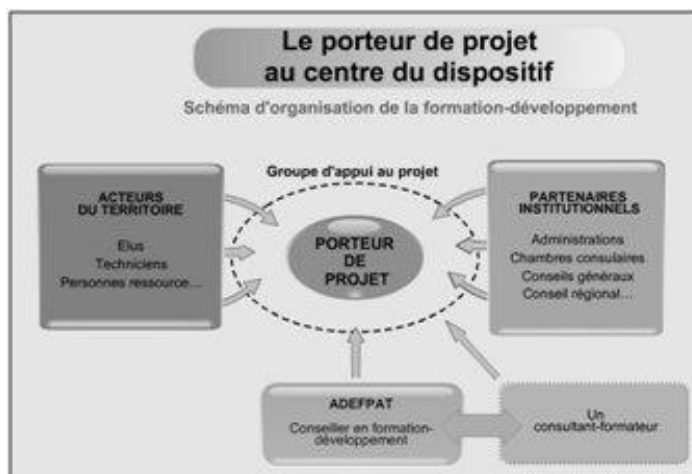 Le porteur de projet
au centre du dispositif
Schéma d'organisation de la formation-développement
Groupe d'appui au projet
ACTEURS
DU TERRITOIRE
Elus
Techniciens
Personnes ressource...
PORTEUR
DE
PROJET
PARTENAIRES
INSTITUTIONNELS
Administrations
Chambres consulaires
Conseils généraux
Conseil régional...
ADEFPAT
Conseiller en formation-
développement
Un
consultant-formateur